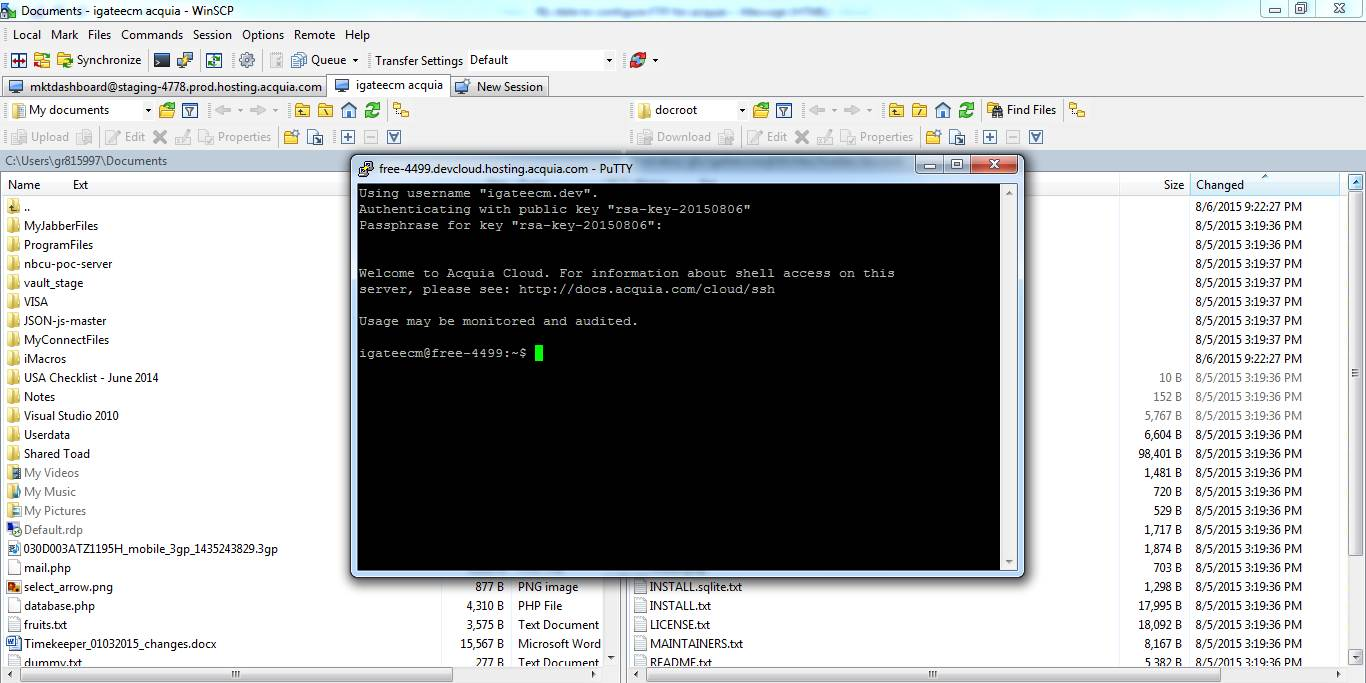 Documents - igateecm acquia - WinSCP
Local Mark Files Commands Session Options Remote Help
Synchronize Queue Transfer Settings Default
mktdashboard@staging-4778.prod.hosting.acquia.com igateecm acquia New Session
My documents docroot Find Files
Upload Edit Properties Download Edit Properties
C:\Users\gr815997\Documents
Name Ext Size Changed
free-4499.devcloud.hosting.acquia.com - PuTTY
Using username "igateecm.dev".
Authenticating with public key "rsa-key-20150806"
Passphrase for key "rsa-key-20150806":
Welcome to Acquia Cloud. For information about shell access on this
server, please see: http://docs.acquia.com/cloud/ssh
Usage may be monitored and audited.
igateecm@free-4499:~$
.. 8/6/2015 9:22:27 PM
MyJabberFiles 8/5/2015 3:19:36 PM
ProgramFiles 8/5/2015 3:19:36 PM
nbcu-poc-server 8/5/2015 3:19:37 PM
vault_stage 8/5/2015 3:19:37 PM
VISA 8/5/2015 3:19:37 PM
JSON-js-master 8/5/2015 3:19:37 PM
MyConnectFiles 8/5/2015 3:19:36 PM
iMacros 8/6/2015 9:22:27 PM
USA Checklist - June 2014 10 B 8/5/2015 3:19:36 PM
Notes 152 B 8/5/2015 3:19:36 PM
Visual Studio 2010 5,767 B 8/5/2015 3:19:36 PM
Userdata 6,604 B 8/5/2015 3:19:36 PM
Shared Toad 98,401 B 8/5/2015 3:19:36 PM
My Videos 1,481 B 8/5/2015 3:19:36 PM
My Music 720 B 8/5/2015 3:19:36 PM
My Pictures 529 B 8/5/2015 3:19:36 PM
Default.rdp 1,717 B 8/5/2015 3:19:36 PM
030D003ATZ1195H_mobile_3gp_1435243829.3gp 1,874 B 8/5/2015 3:19:36 PM
mail.php 703 B 8/5/2015 3:19:36 PM
select_arrow.png 877 B PNG image INSTALL.sqlite.txt 1,298 B 8/5/2015 3:19:36 PM
database.php 4,310 B PHP File INSTALL.txt 17,995 B 8/5/2015 3:19:36 PM
fruits.txt 3,575 B Text Document LICENSE.txt 18,092 B 8/5/2015 3:19:36 PM
Timekeeper_01032015_changes.docx 15,567 B Microsoft Word MAINTAINERS.txt 8,167 B 8/5/2015 3:19:36 PM
dummy.txt 277 B Text Document README.txt 5,382 B 8/5/2015 3:19:36 PM